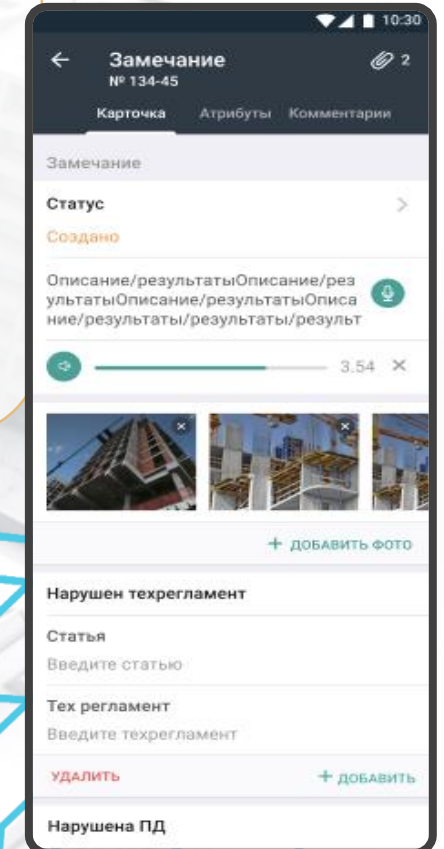 10:30
Замечание
2
№ 134-45
Карточка Атрибуты Комментарии
Замечание
Статус
Создано
Описание/результатыОписание/рез
ультатыОписание/результатыОписа
ние/результаты/результаты/результ
3.54
+ ДОБАВИТЬ ФОТО
Нарушен техрегламент
Статья
Введите статью
Тех регламент
Введите техрегламент
УДАЛИТЬ + ДОБАВИТЬ
Нарушена ПД